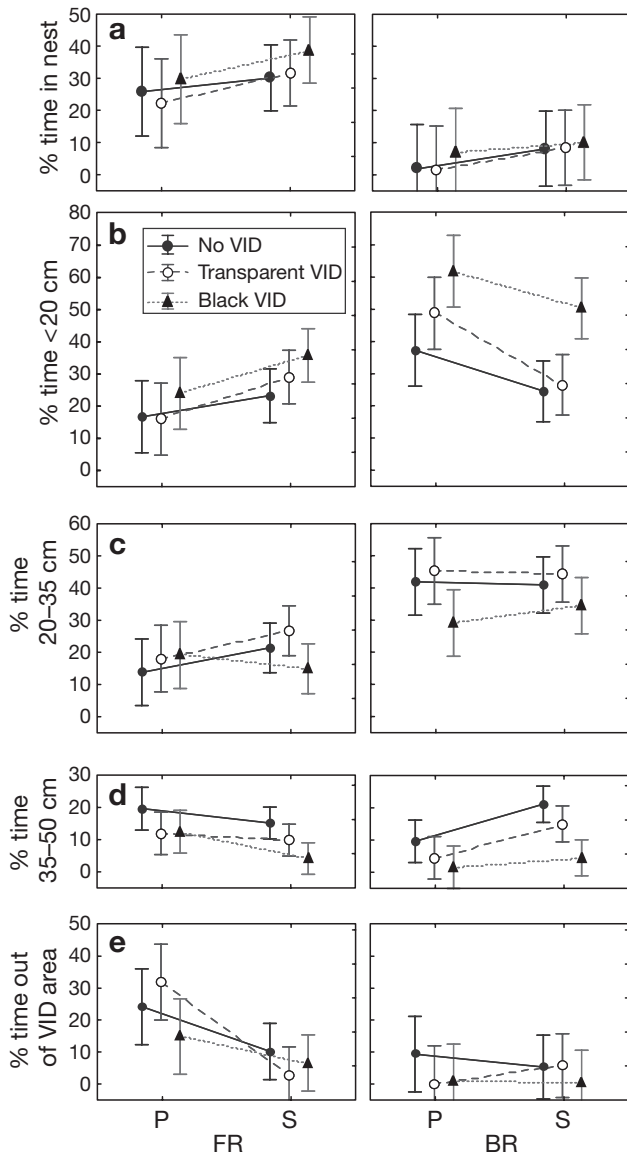 a
% time in nest
50
40
30
20
10
0
b
% time <20 cm
80
70
60
50
40
30
20
10
0
No VID
Transparent VID
Black VID
c
% time
20–35 cm
60
50
40
30
20
10
0
d
% time
35–50 cm
30
20
10
0
e
% time out
of VID area
50
40
30
20
10
0
P S P S
FR BR